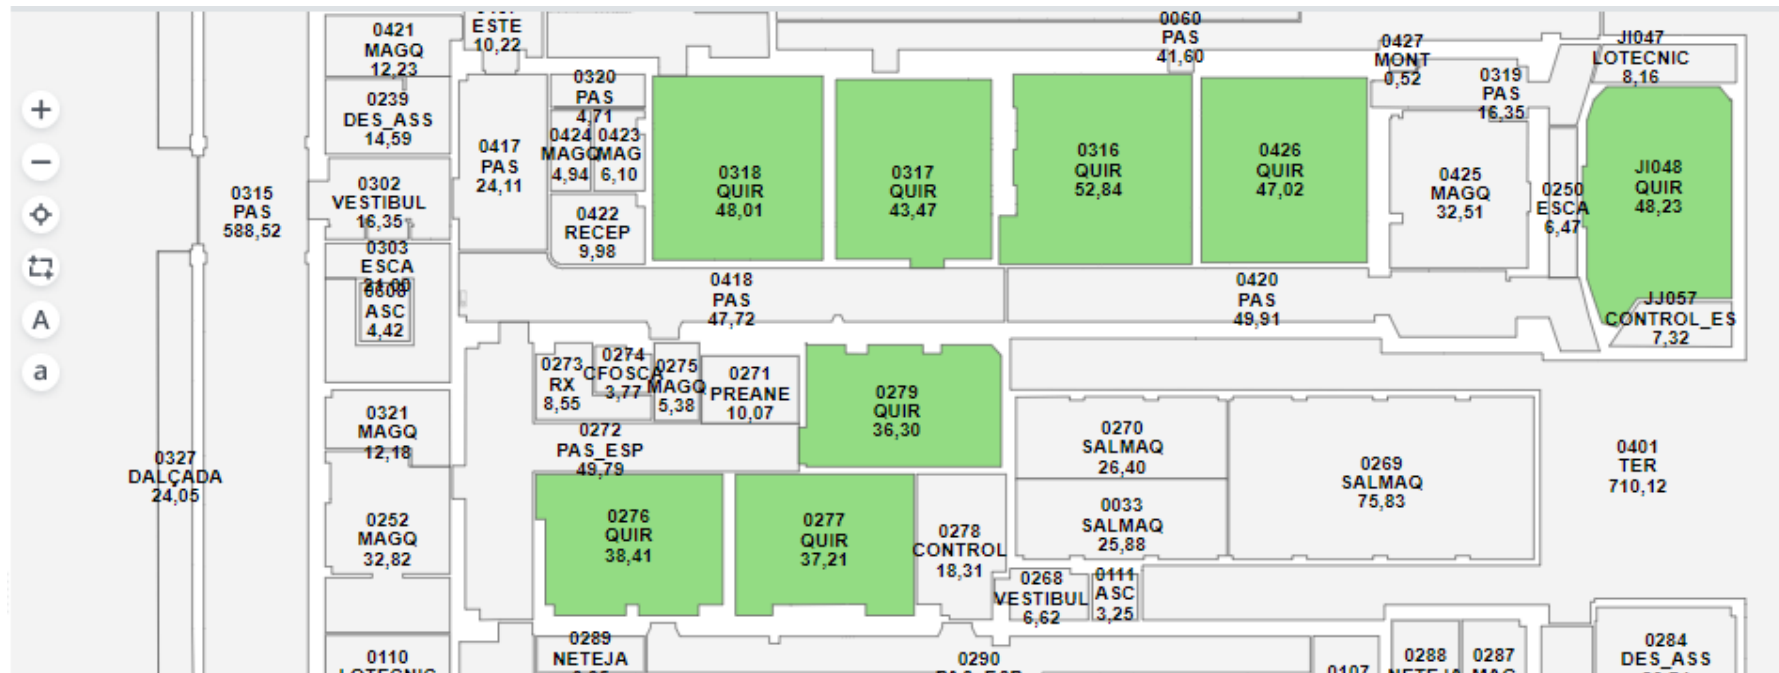 0421
MAGQ
12,23
ESTE
10,22
0060
PAS
41,60
0427
MONT
0,52
JI047
LOTECNIC
8,16
0319
PAS
16,35
0239
DES_ASS
14,59
0320
PAS
4,71
0417
PAS
24,11
0424
MAGQ
4,94
0423
MAG
6,10
0318
QUIR
48,01
0317
QUIR
43,47
0316
QUIR
52,84
0426
QUIR
47,02
0425
MAGQ
32,51
0250
ESCA
6,47
JI048
QUIR
48,23
0315
PAS
588,52
0302
VESTIBUL
16,35
0422
RECEP
9,98
0303
ESCA
0608
ASC
4,42
0418
PAS
47,72
0420
PAS
49,91
JJ057
CONTROL_ES
7,32
A
a
0273
RX
8,55
0274
CFOSCA
3,77
0275
MAGQ
5,38
0271
PREANE
10,07
0279
QUIR
36,30
0321
MAGQ
12,18
0272
PAS_ESP
49,79
0270
SALMAQ
26,40
0269
SALMAQ
75,83
0401
TER
710,12
0327
DALÇADA
24,05
0252
MAGQ
32,82
0276
QUIR
38,41
0277
QUIR
37,21
0278
CONTROL
18,31
0033
SALMAQ
25,88
0268
VESTIBUL
6,62
0111
ASC
3,25
0110
LOTECNIC
0289
NETEJA
0290
PAS_ESP
0107
0288
NETEJA
0287
MAG
0284
DES_ASS